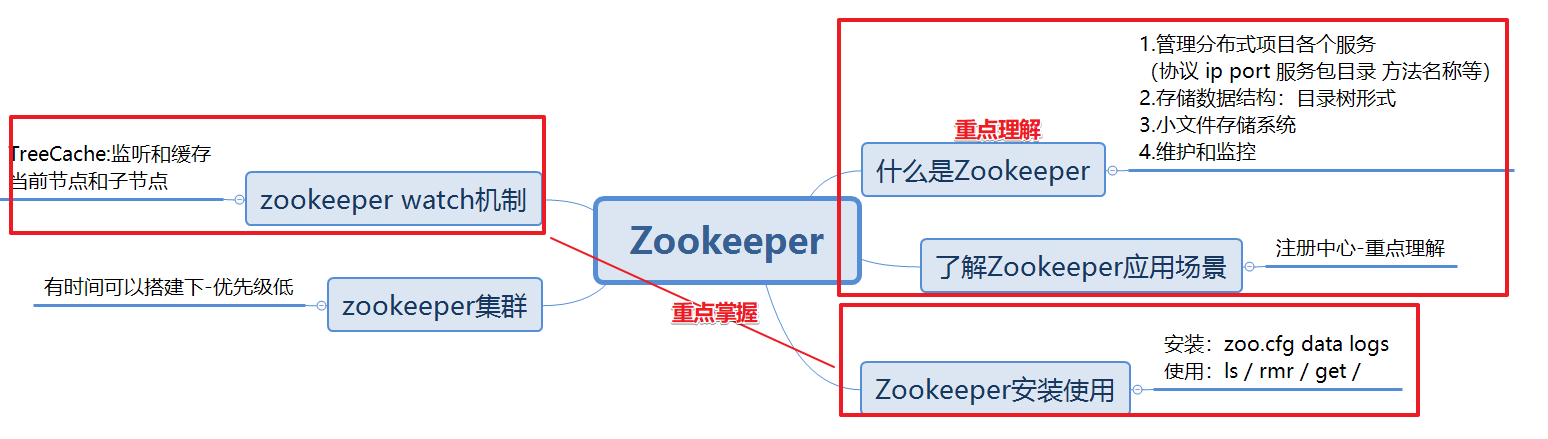 Zookeeper
重点理解
什么是Zookeeper
1.管理分布式项目各个服务
(协议 ip port 服务包目录 方法名称等)
2.存储数据结构：目录树形式
3.小文件存储系统
4.维护和监控
了解Zookeeper应用场景
注册中心-重点理解
重点掌握
Zookeeper安装使用
安装：zoo.cfg data logs
使用：ls / rmr / get /
zookeeper watch机制
TreeCache:监听和缓存
当前节点和子节点
zookeeper集群
有时间可以搭建下-优先级低